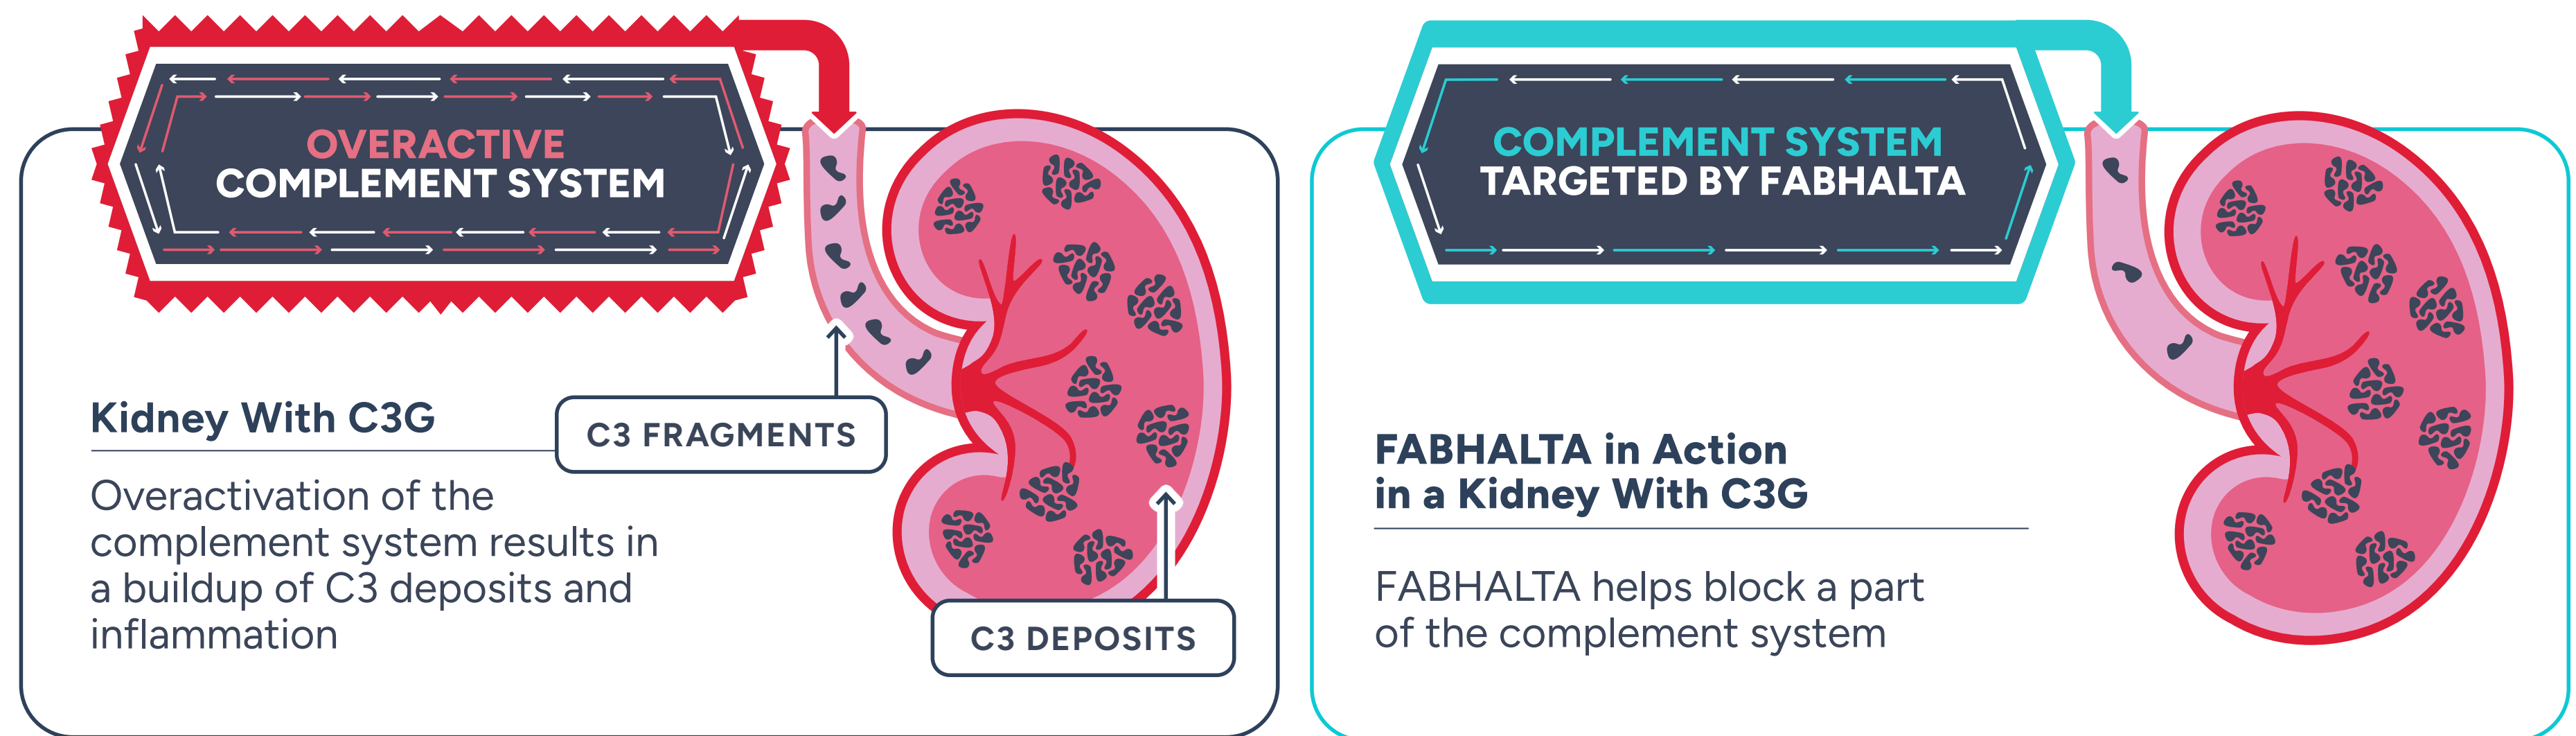 OVERACTIVE
COMPLEMENT SYSTEM
Kidney With C3G
C3 FRAGMENTS
Overactivation of the
complement system results in
a buildup of C3 deposits and
inflammation
C3 DEPOSITS
COMPLEMENT SYSTEM
TARGETED BY FABHALTA
FABHALTA in Action
in a Kidney With C3G
FABHALTA helps block a part
of the complement system